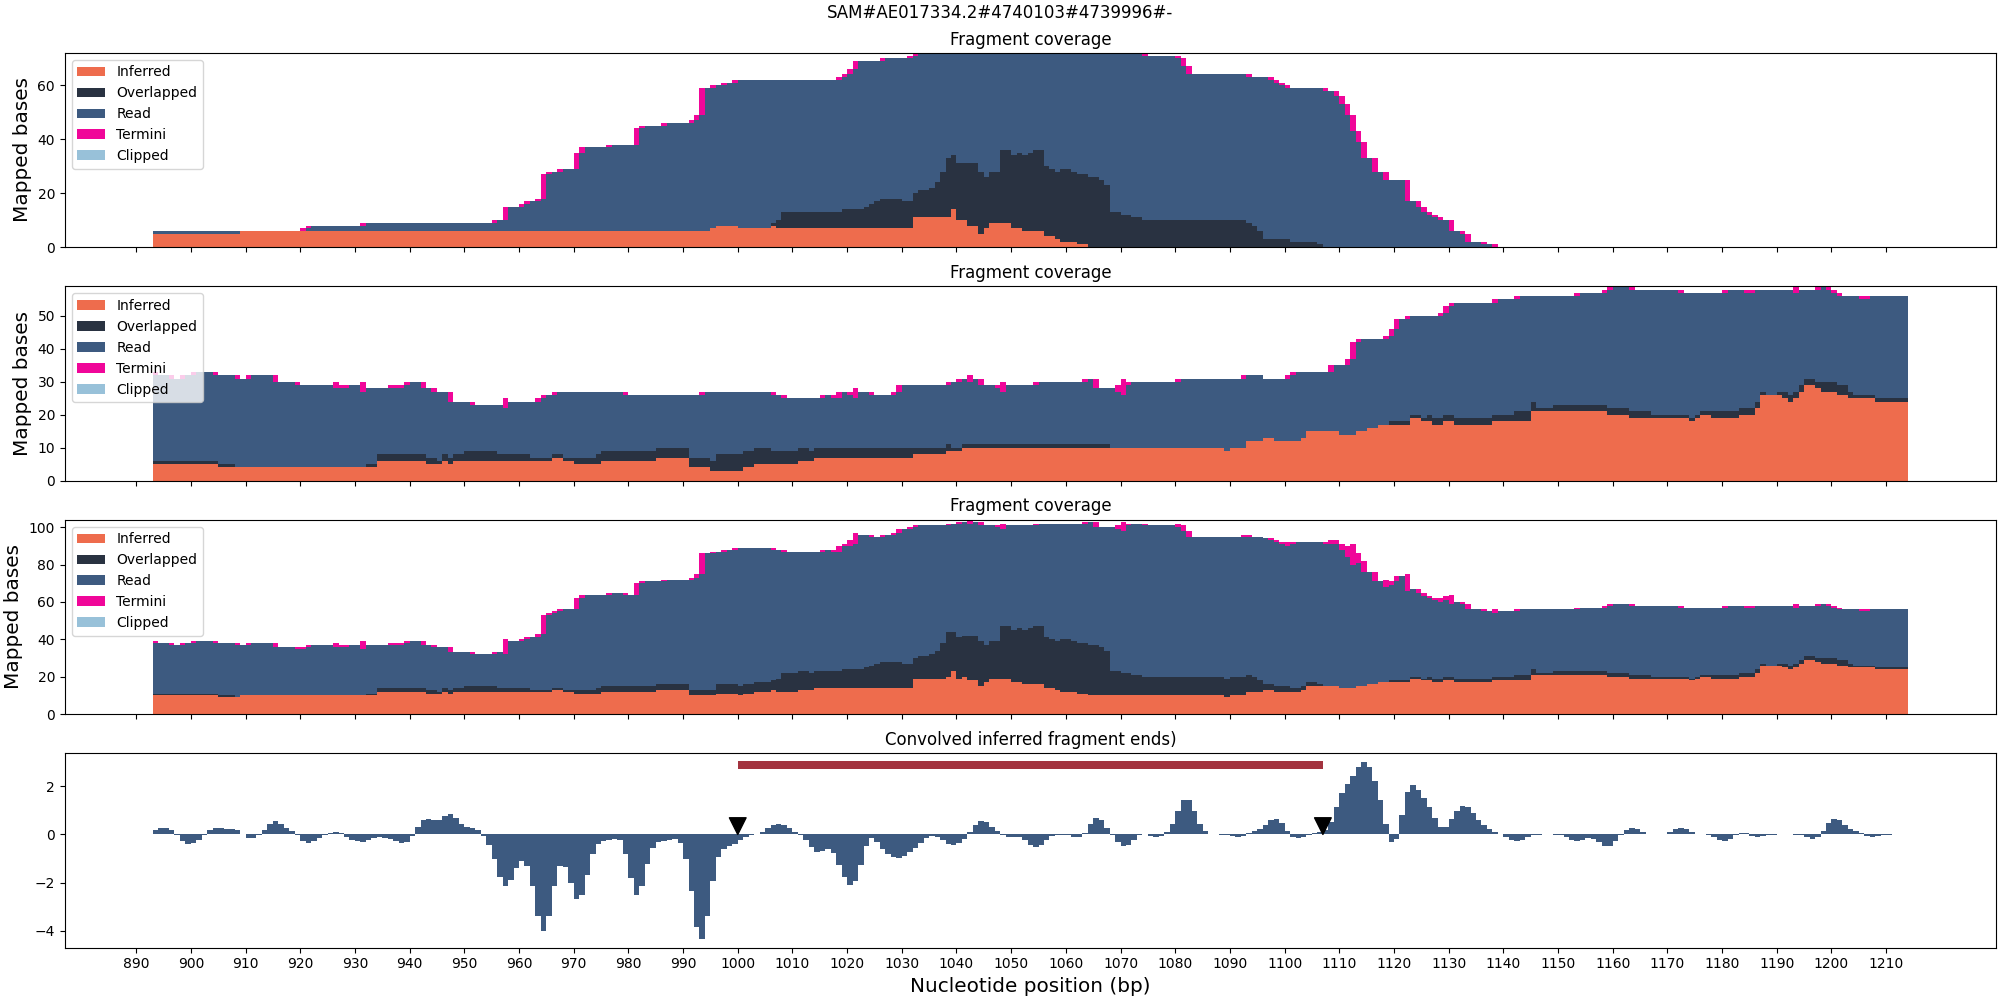 SAM#AE017334.2#4740103#4739996#-
Fragment coverage
Mapped bases
60
40
20
0
Inferred
Overlapped
Read
Termini
Clipped
Fragment coverage
Mapped bases
50
40
30
20
10
0
Inferred
Overlapped
Read
Termini
Clipped
Fragment coverage
Mapped bases
100
80
60
40
20
0
Inferred
Overlapped
Read
Termini
Clipped
Convolved inferred fragment ends)
2
0
−2
−4
890 900 910 920 930 940 950 960 970 980 990 1000 1010 1020 1030 1040 1050 1060 1070 1080 1090 1100 1110 1120 1130 1140 1150 1160 1170 1180 1190 1200 1210
Nucleotide position (bp)